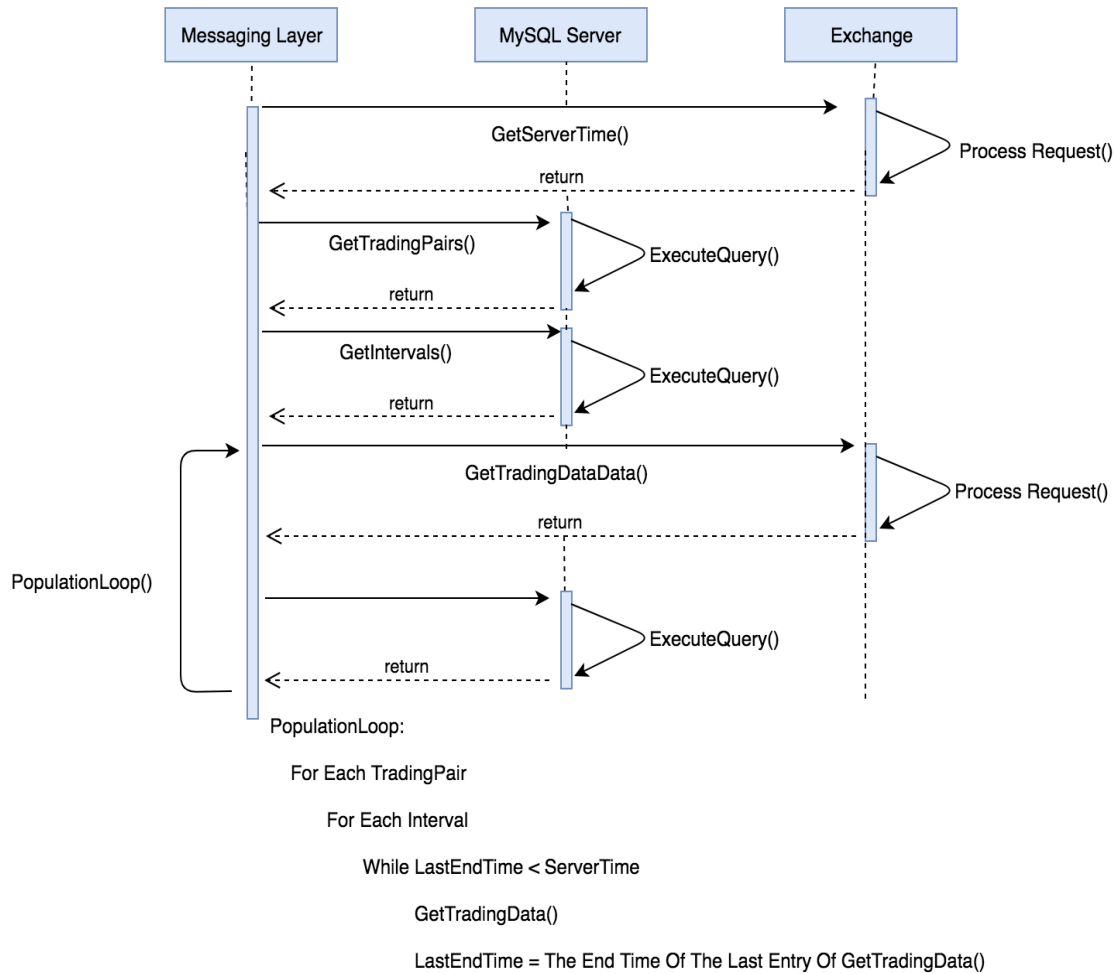 Messaging Layer
MySQL Server
Exchange
GetServerTime()
Process Request()
return
GetTradingPairs()
ExecuteQuery()
return
GetIntervals()
ExecuteQuery()
return
GetTradingDataData()
Process Request()
return
PopulationLoop()
ExecuteQuery()
return
PopulationLoop:
For Each TradingPair
For Each Interval
While LastEndTime < ServerTime
GetTradingData()
LastEndTime = The End Time Of The Last Entry Of GetTradingData()